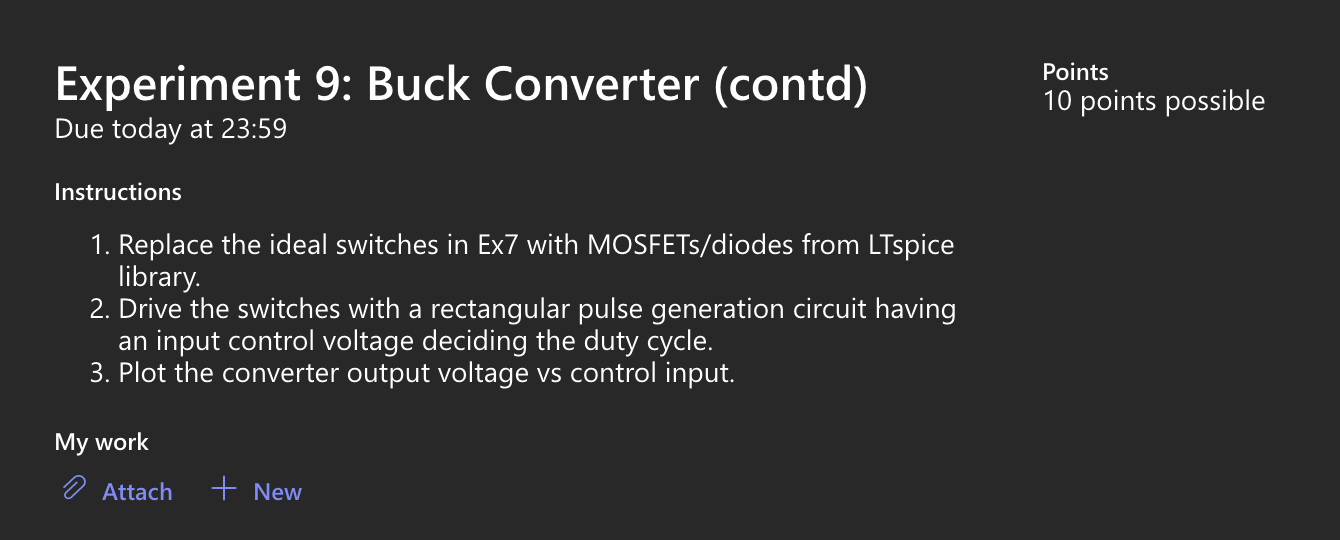 Experiment 9: Buck Converter (contd)
Points
10 points possible
Due today at 23:59
Instructions
1. Replace the ideal switches in Ex7 with MOSFETs/diodes from LTspice
library.
2. Drive the switches with a rectangular pulse generation circuit having
an input control voltage deciding the duty cycle.
3. Plot the converter output voltage vs control input.
My work
Attach
New